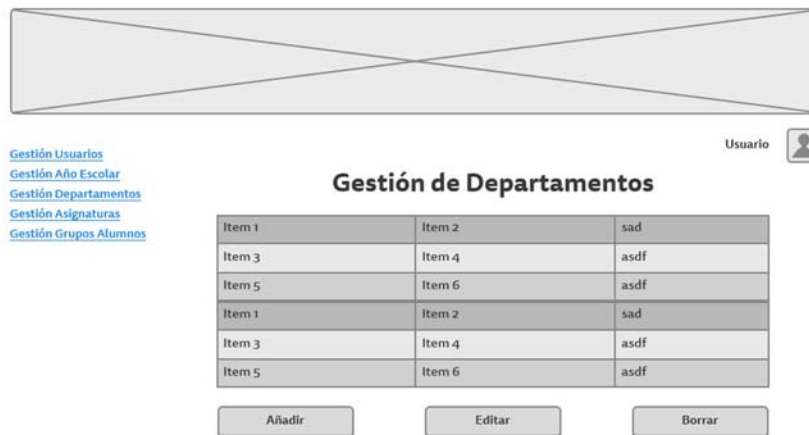 Usuario
Gestión Usuarios
Gestión Año Escolar
Gestión Departamentos
Gestión Asignaturas
Gestión Grupos Alumnos
Gestión de Departamentos
Item 1 Item 2 sad
Item 3 Item 4 asdf
Item 5 Item 6 asdf
Item 1 Item 2 sad
Item 3 Item 4 asdf
Item 5 Item 6 asdf
Añadir Editar Borrar